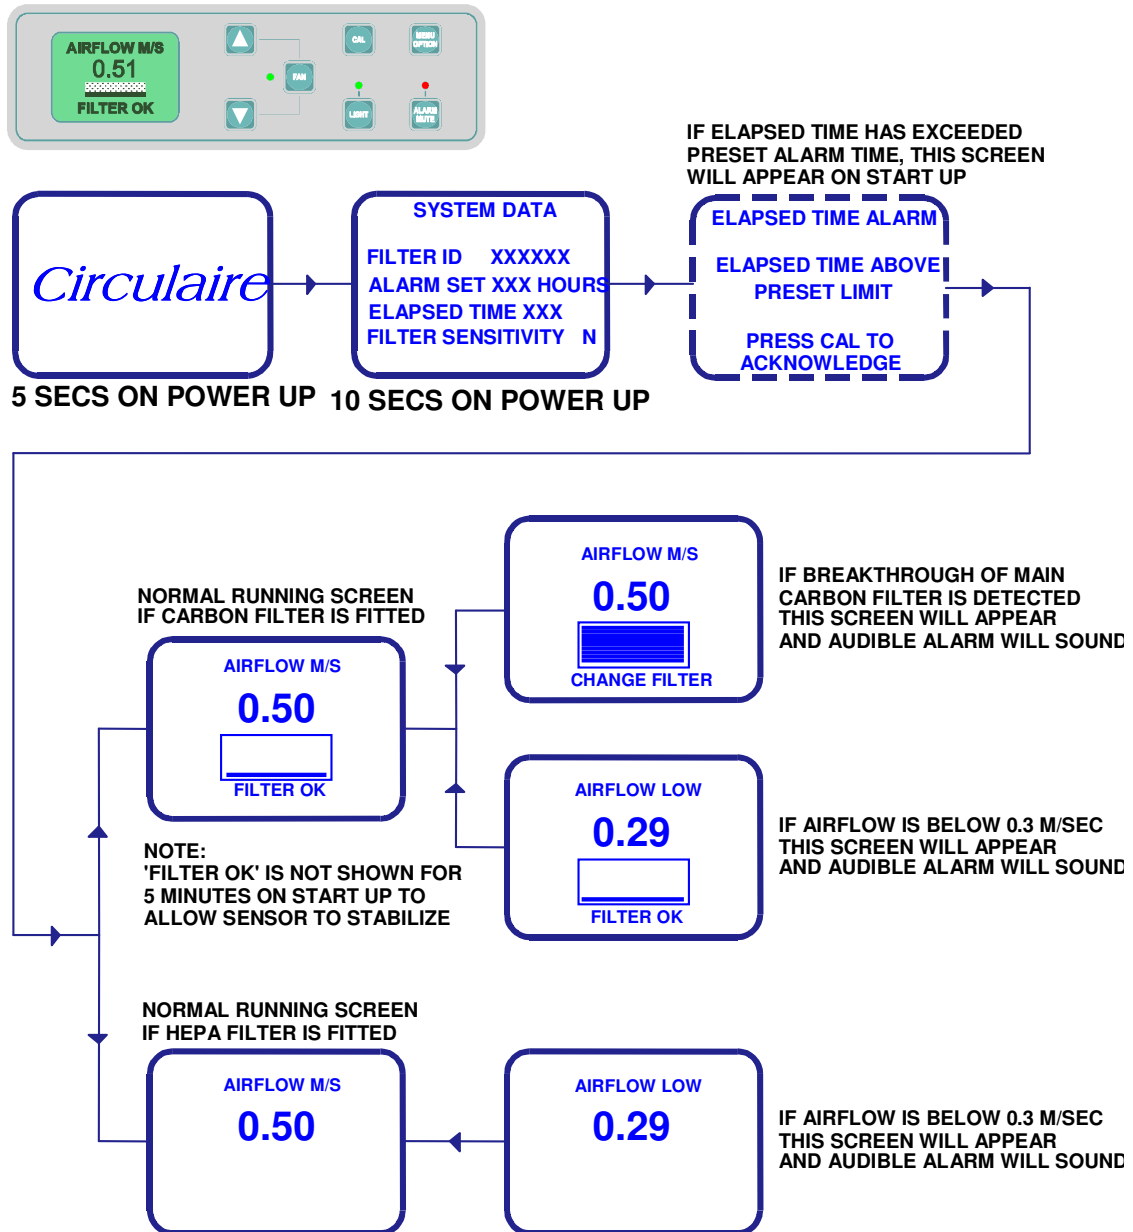 AIRFLOW M/S
0.51
FILTER OK
FAN
CAL
MENU
OPTION
LIGHT
ALARM
MUTE
IF ELAPSED TIME HAS EXCEEDED
PRESET ALARM TIME, THIS SCREEN
WILL APPEAR ON START UP
Circulaire
5 SECS ON POWER UP
SYSTEM DATA
FILTER ID XXXXXX
ALARM SET XXX HOURS
ELAPSED TIME XXX
FILTER SENSITIVITY N
10 SECS ON POWER UP
ELAPSED TIME ALARM
ELAPSED TIME ABOVE
PRESET LIMIT
PRESS CAL TO
ACKNOWLEDGE
NORMAL RUNNING SCREEN
IF CARBON FILTER IS FITTED
AIRFLOW M/S
0.50
FILTER OK
NOTE:
'FILTER OK' IS NOT SHOWN FOR
5 MINUTES ON START UP TO
ALLOW SENSOR TO STABILIZE
AIRFLOW M/S
0.50
CHANGE FILTER
IF BREAKTHROUGH OF MAIN
CARBON FILTER IS DETECTED
THIS SCREEN WILL APPEAR
AND AUDIBLE ALARM WILL SOUND
AIRFLOW LOW
0.29
FILTER OK
IF AIRFLOW IS BELOW 0.3 M/SEC
THIS SCREEN WILL APPEAR
AND AUDIBLE ALARM WILL SOUND
NORMAL RUNNING SCREEN
IF HEPA FILTER IS FITTED
AIRFLOW M/S
0.50
AIRFLOW LOW
0.29
IF AIRFLOW IS BELOW 0.3 M/SEC
THIS SCREEN WILL APPEAR
AND AUDIBLE ALARM WILL SOUND